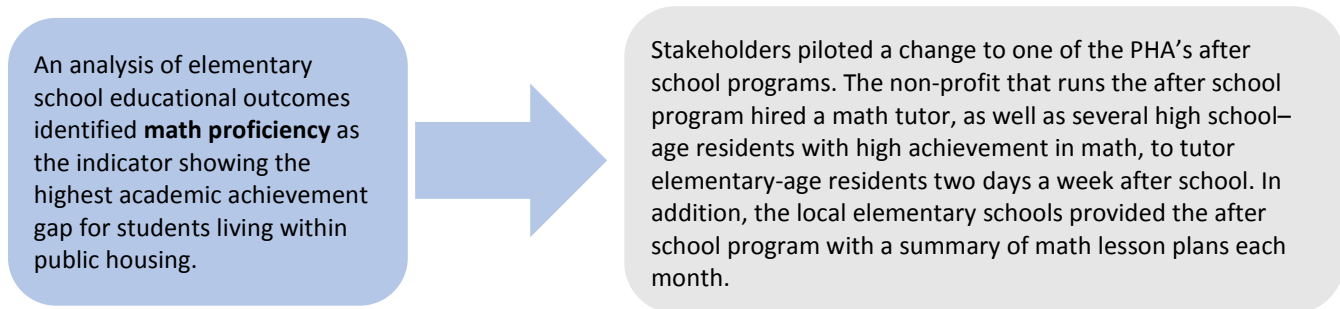 An analysis of elementary
school educational outcomes
identified math proficiency as
the indicator showing the
highest academic achievement
gap for students living within
public housing.
Stakeholders piloted a change to one of the PHA’s after
school programs. The non-profit that runs the after school
program hired a math tutor, as well as several high school–
age residents with high achievement in math, to tutor
elementary-age residents two days a week after school. In
addition, the local elementary schools provided the after
school program with a summary of math lesson plans each
month.